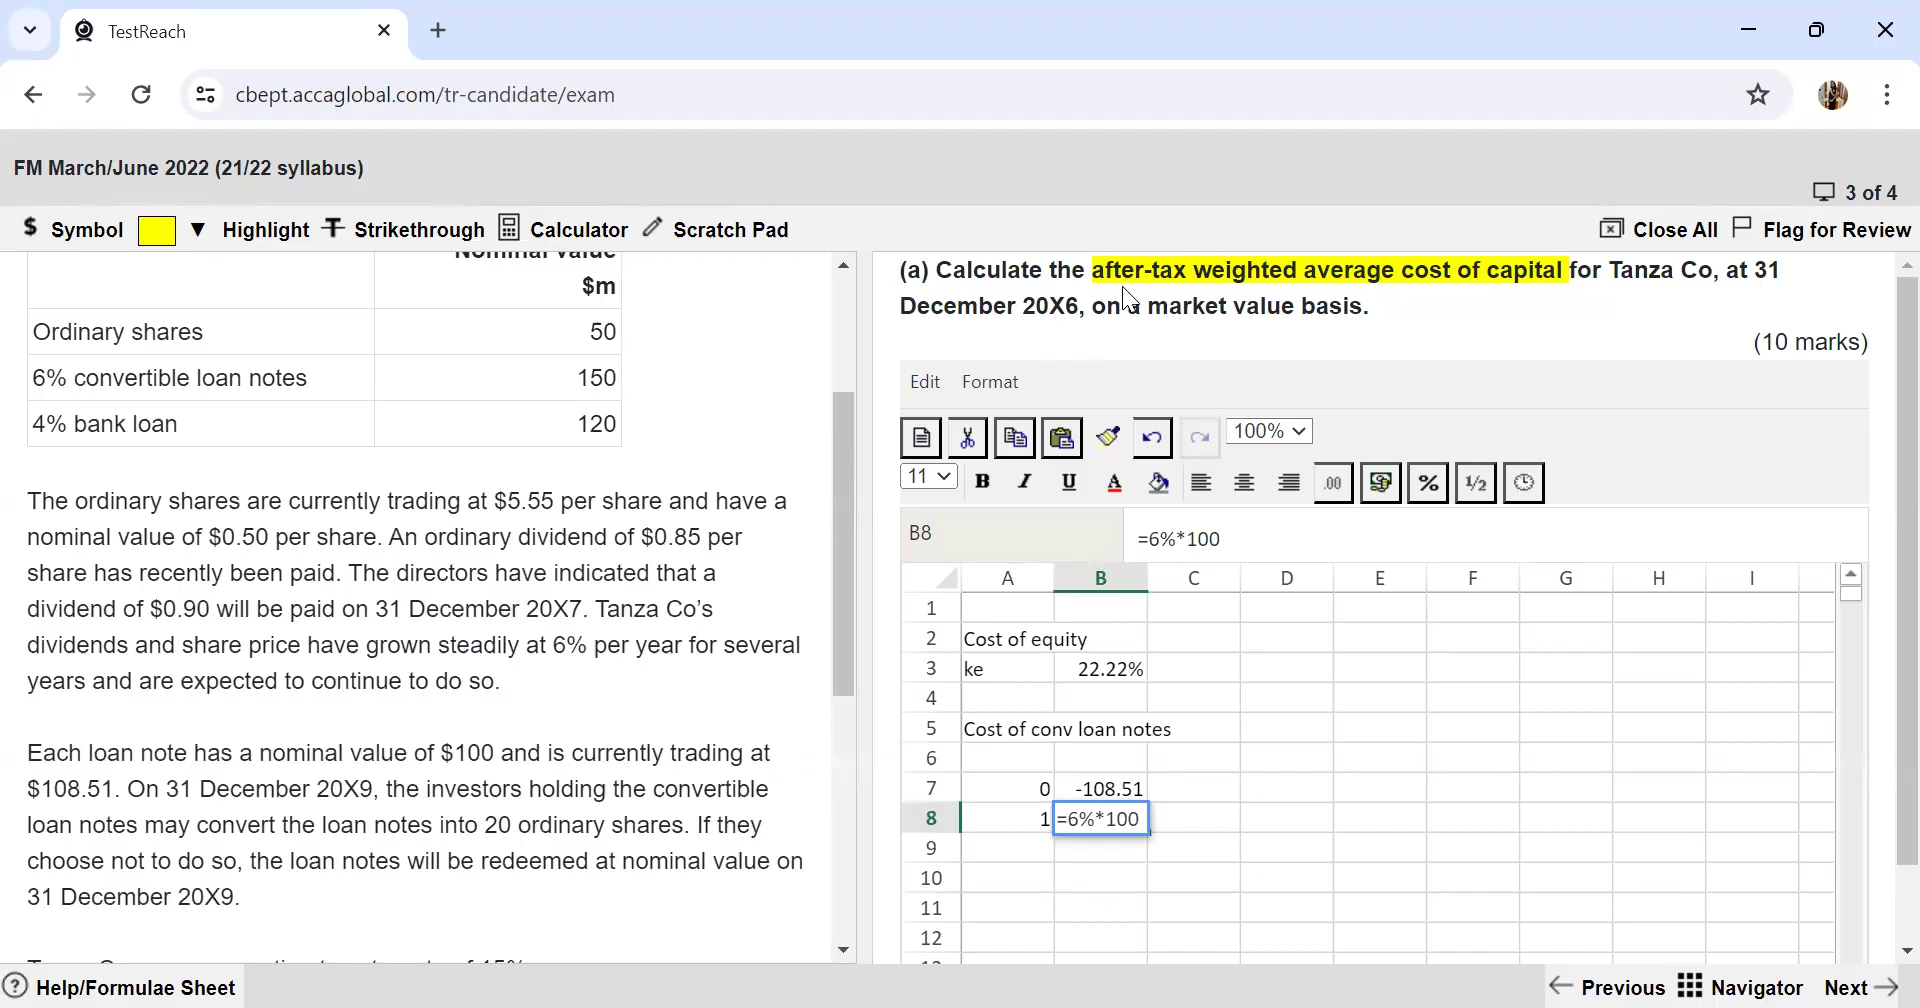 TestReach
cbept.accaglobal.com/tr-candidate/exam
FM March/June 2022 (21/22 syllabus)
3 of 4
$ Symbol Highlight Strikethrough Calculator Scratch Pad Close All Flag for Review
Nominal value
$m
Ordinary shares 50
6% convertible loan notes 150
4% bank loan 120
The ordinary shares are currently trading at $5.55 per share and have a
nominal value of $0.50 per share. An ordinary dividend of $0.85 per
share has recently been paid. The directors have indicated that a
dividend of $0.90 will be paid on 31 December 20X7. Tanza Co's
dividends and share price have grown steadily at 6% per year for several
years and are expected to continue to do so.
Each loan note has a nominal value of $100 and is currently trading at
$108.51. On 31 December 20X9, the investors holding the convertible
loan notes may convert the loan notes into 20 ordinary shares. If they
choose not to do so, the loan notes will be redeemed at nominal value on
31 December 20X9.
(a) Calculate the after-tax weighted average cost of capital for Tanza Co, at 31
December 20X6, on a market value basis.
(10 marks)
Edit Format
100%
11 B I U A .00 % 1/2
B8 =6%*100
A B C D E F G H I
1
2 Cost of equity
3 ke 22.22%
4
5 Cost of conv loan notes
6
7 0 -108.51
8 1 =6%*100
9
10
11
12
? Help/Formulae Sheet Previous Navigator Next